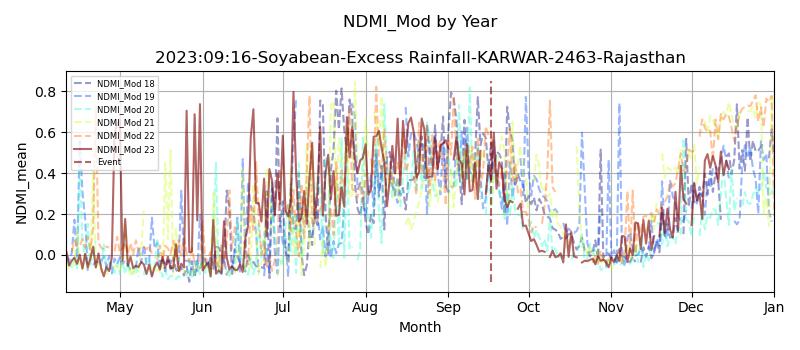 NDMI_Mod by Year
2023:09:16-Soyabean-Excess Rainfall-KARWAR-2463-Rajasthan
NDMI_Mod 18
NDMI_Mod 19
NDMI_Mod 20
NDMI_Mod 21
NDMI_Mod 22
NDMI_Mod 23
Event
NDMI_mean
0.8
0.6
0.4
0.2
0.0
May
Jun
Jul
Aug
Sep
Oct
Nov
Dec
Jan
Month